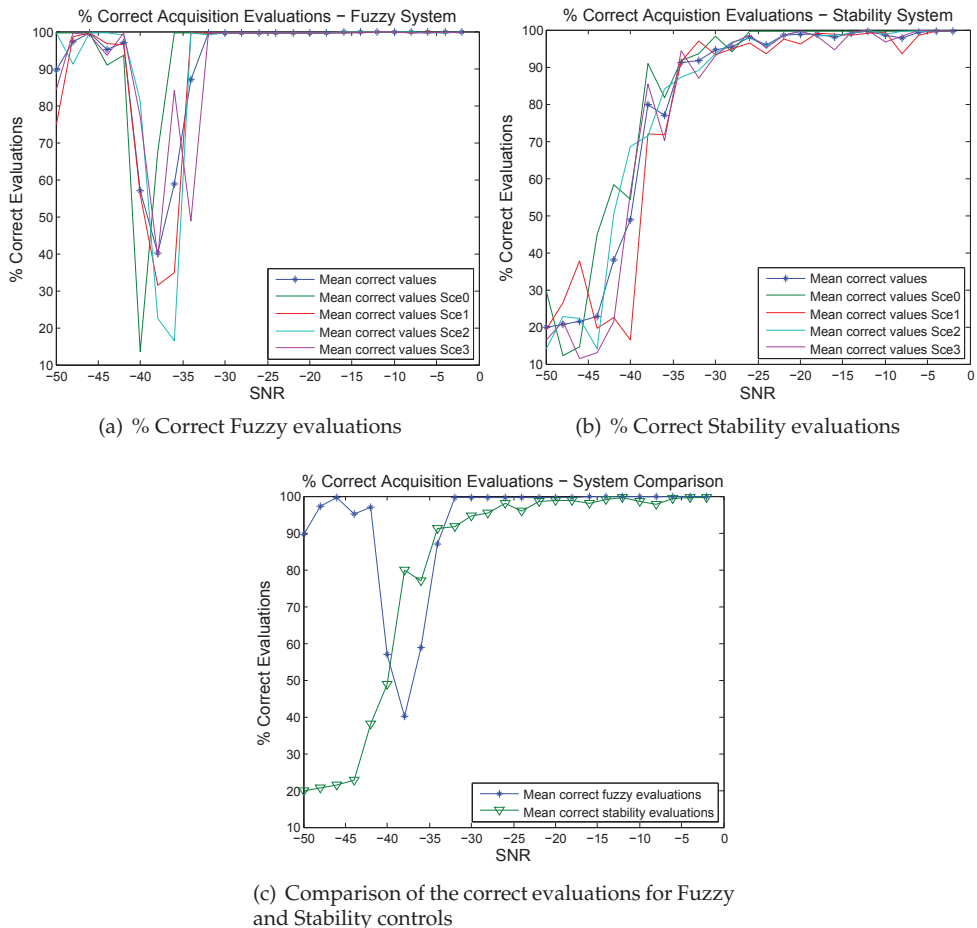 % Correct Acquisition Evaluations − Fuzzy System
100
90
80
70
60
50
40
30
20
10
% Correct Evaluations
Mean correct values
Mean correct values Sce0
Mean correct values Sce1
Mean correct values Sce2
Mean correct values Sce3
−50 −45 −40 −35 −30 −25 −20 −15 −10 −5 0
SNR
(a) % Correct Fuzzy evaluations
% Correct Acquistion Evaluations − Stability System
100
90
80
70
60
50
40
30
20
10
% Correct Evaluations
Mean correct values
Mean correct values Sce0
Mean correct values Sce1
Mean correct values Sce2
Mean correct values Sce3
−50 −45 −40 −35 −30 −25 −20 −15 −10 −5 0
SNR
(b) % Correct Stability evaluations
% Correct Acquisition Evaluations − System Comparison
100
90
80
70
60
50
40
30
20
10
% Correct Evaluations
Mean correct fuzzy evaluations
Mean correct stability evaluations
−50 −45 −40 −35 −30 −25 −20 −15 −10 −5 0
SNR
(c) Comparison of the correct evaluations for Fuzzy
and Stability controls